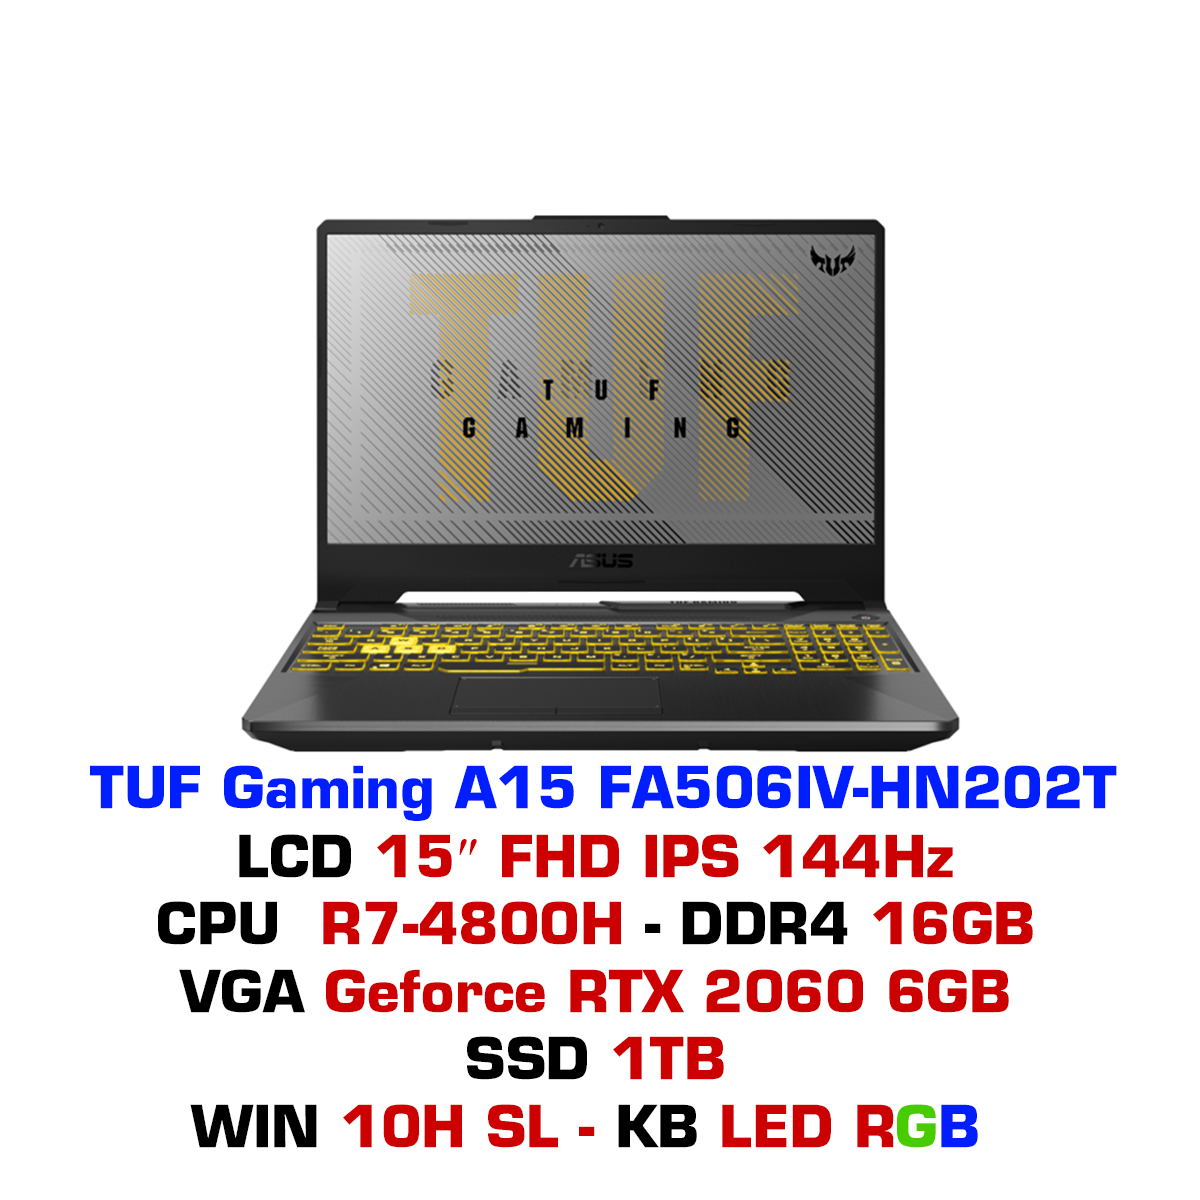 TUF
TUF
GAMING
ASUS
TUF Gaming A15 FA506IV-HN202T
LCD 15″ FHD IPS 144Hz
CPU R7-4800H - DDR4 16GB
VGA Geforce RTX 2060 6GB
SSD 1TB
WIN 10H SL - KB LED RGB